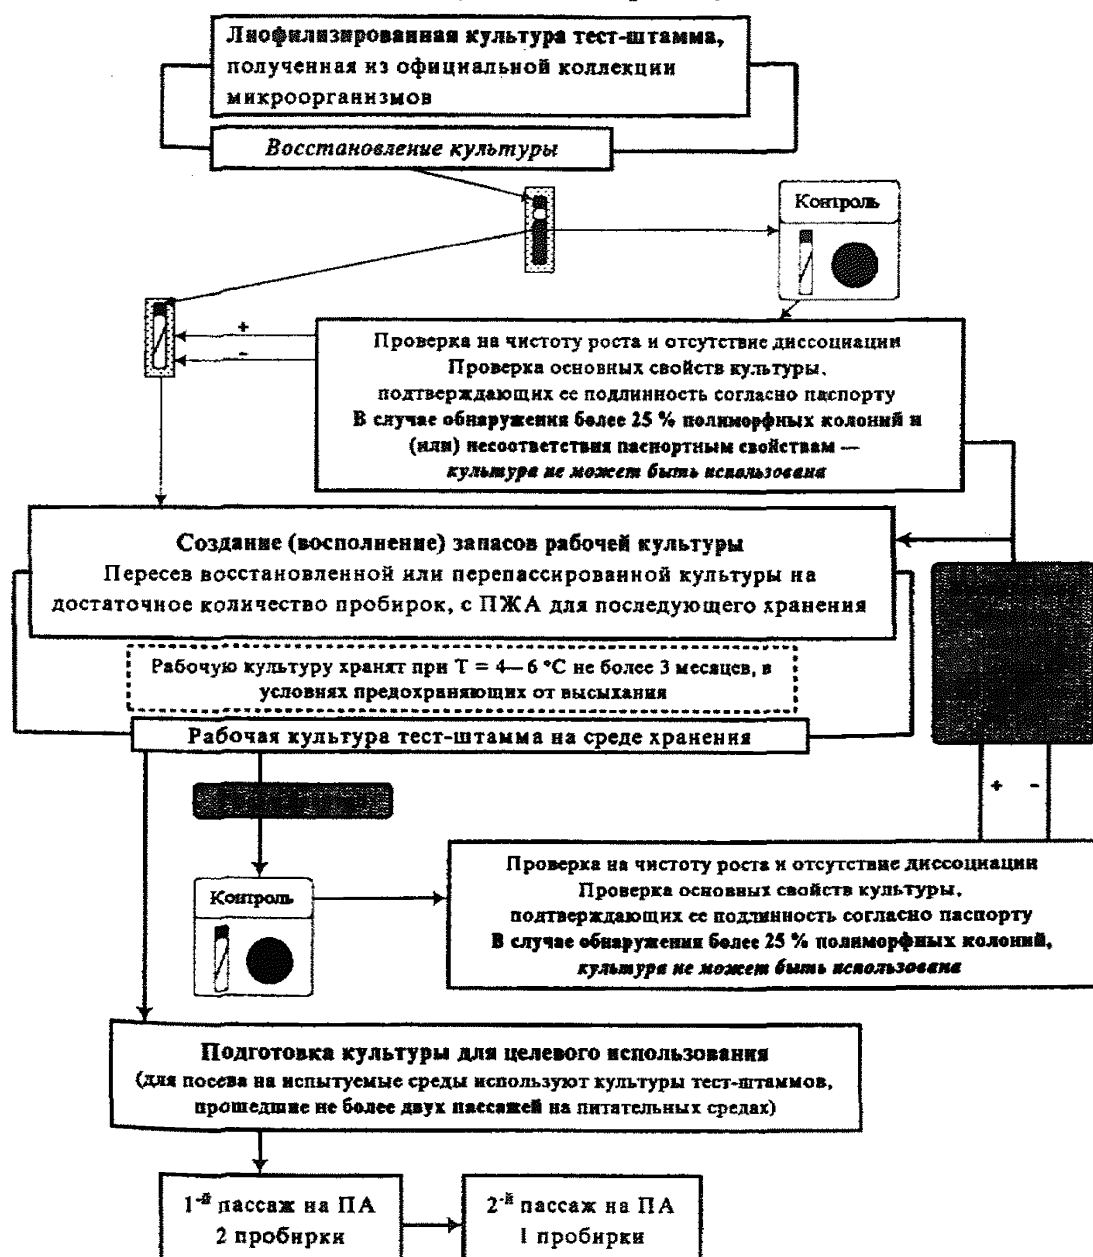 Лиофилизированная культура тест-штамма,
полученная из официальной коллекции
микроорганизмов
Восстановление культуры
Контроль
+
-
Проверка на чистоту роста и отсутствие диссоциации
Проверка основных свойств культуры,
подтверждающих ее подлинность согласно паспорту
В случае обнаружения более 25 % полиморфных колоний и
(или) несоответствия паспортным свойствам —
культура не может быть использована
Создание (восполнение) запасов рабочей культуры
Пересев восстановленной или перепассированной культуры на
достаточное количество пробирок, с ПЖА для последующего хранения
Рабочую культуру хранят при Т = 4— 6 °С не более 3 месяцев, в
условиях предохраняющих от высыхания
Рабочая культура тест-штамма на среде хранения
+ -
Контроль
Проверка на чистоту роста и отсутствие диссоциации
Проверка основных свойств культуры,
подтверждающих ее подлинность согласно паспорту
В случае обнаружения более 25 % полиморфных колоний,
культура не может быть использована
Подготовка культуры для целевого использования
(для посева на испытуемые среды используют культуры тест-штаммов,
прошедшие не более двух пассажей на питательных средах)
1-й пассаж на ПА
2 пробирки
2-й пассаж на ПА
1 пробирки